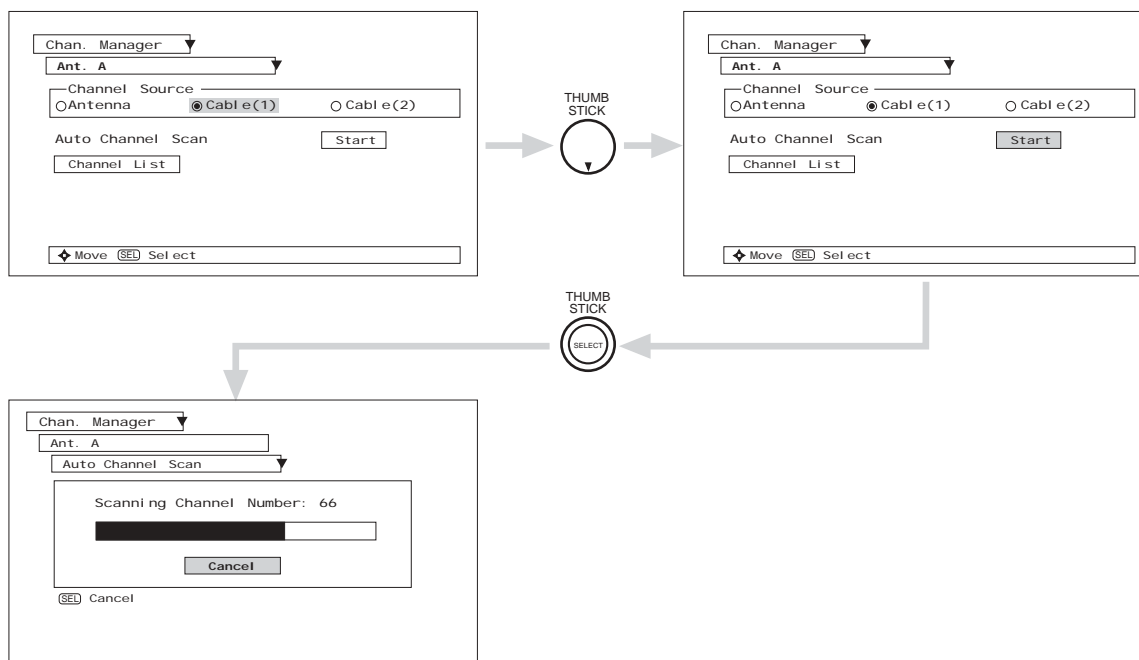 Chan. Manager
Ant. A
Channel Source
Antenna Cable(1) Cable(2)
Auto Channel Scan Start
Channel List
Move SEL Select
THUMB
STICK
Chan. Manager
Ant. A
Channel Source
Antenna Cable(1) Cable(2)
Auto Channel Scan Start
Channel List
Move SEL Select
THUMB
STICK
SELECT
Chan. Manager
Ant. A
Auto Channel Scan
Scanning Channel Number: 66
Cancel
SEL Cancel